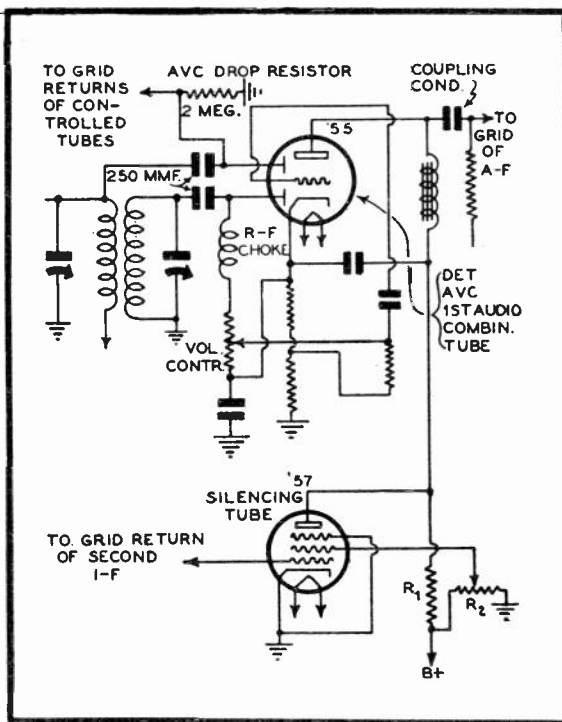 TO GRID
RETURNS
OF CON-
TROLLED
TUBES
AVC DROP RESISTOR
2 MEG.
COUPLING
COND.
'55
TO
GRID
OF
A-F
250 MMF.
R-F
CHOKE
VOL.
CONTR.
DET
AVC
1ST AUDIO
COMBIN.
TUBE
'57
SILENCING
TUBE
TO GRID RETURN
OF SECOND
I-F
R1
R2
B+